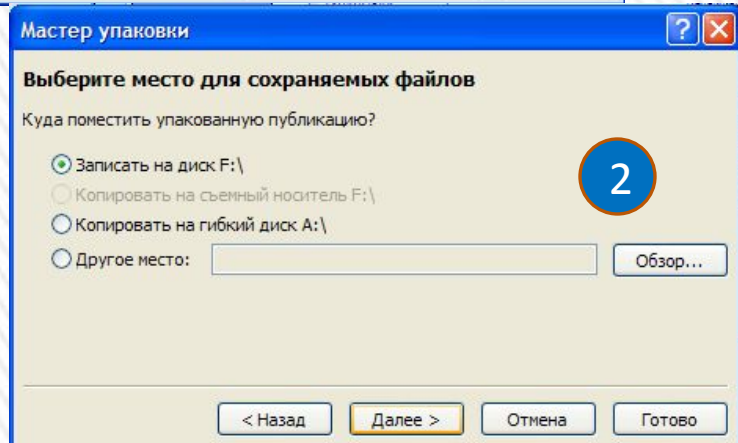 Мастер упаковки
Выберите место для сохраняемых файлов
Куда поместить упакованную публикацию?
Записать на диск F:\
Копировать на съемный носитель F:\
Копировать на гибкий диск A:\
Другое место:
Обзор...
2
< Назад Далее > Отмена Готово